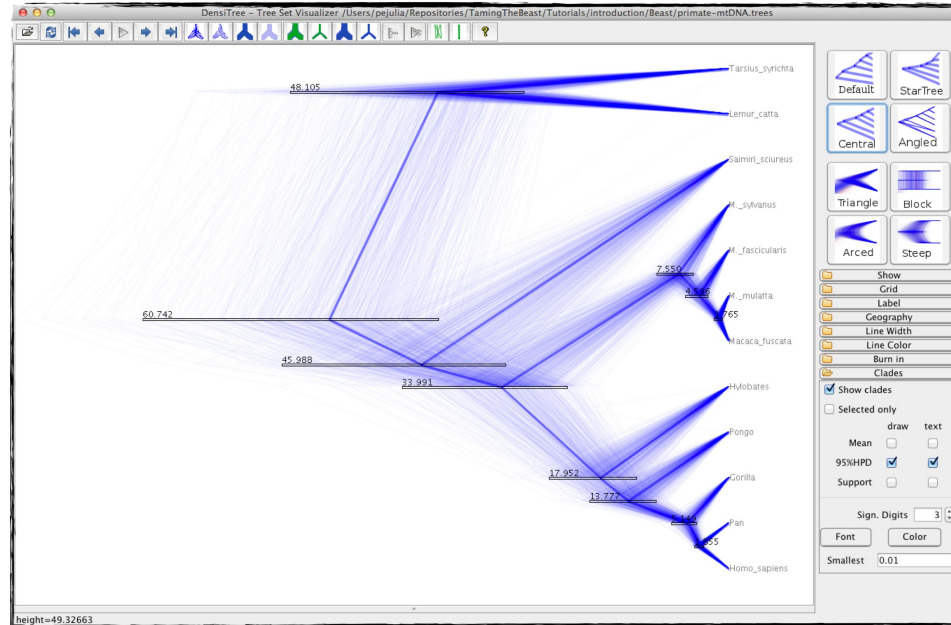 DensiTree - Tree Set Visualizer /Users/pejulia/Repositories/TamingTheBeast/Tutorials/introduction/Beast/primate-mtDNA.trees
?
Tarsius_syrichta
48.105
Lemur_catta
Saimiri_sciureus
M._sylvanus
M._fascicularis
7.550
M._mulatta
Macaca_fuscata
60.742
45.988
33.991
Hylobates
Pongo
17.952
Gorilla
13.777
Pan
Homo_sapiens
Default StarTree
Central Angled
Triangle Block
Arced Steep
Show
Grid
Label
Geography
Line Width
Line Color
Burn in
Clades
Show clades
Selected only
draw text
Mean
95%HPD
Support
Sign. Digits 3
Font Color
Smallest 0.01
height=49.32663